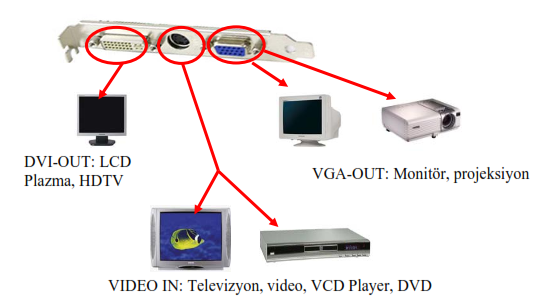 DVI-OUT: LCD
Plazma, HDTV
VGA-OUT: Monitör, projeksiyon
VIDEO IN: Televizyon, video, VCD Player, DVD